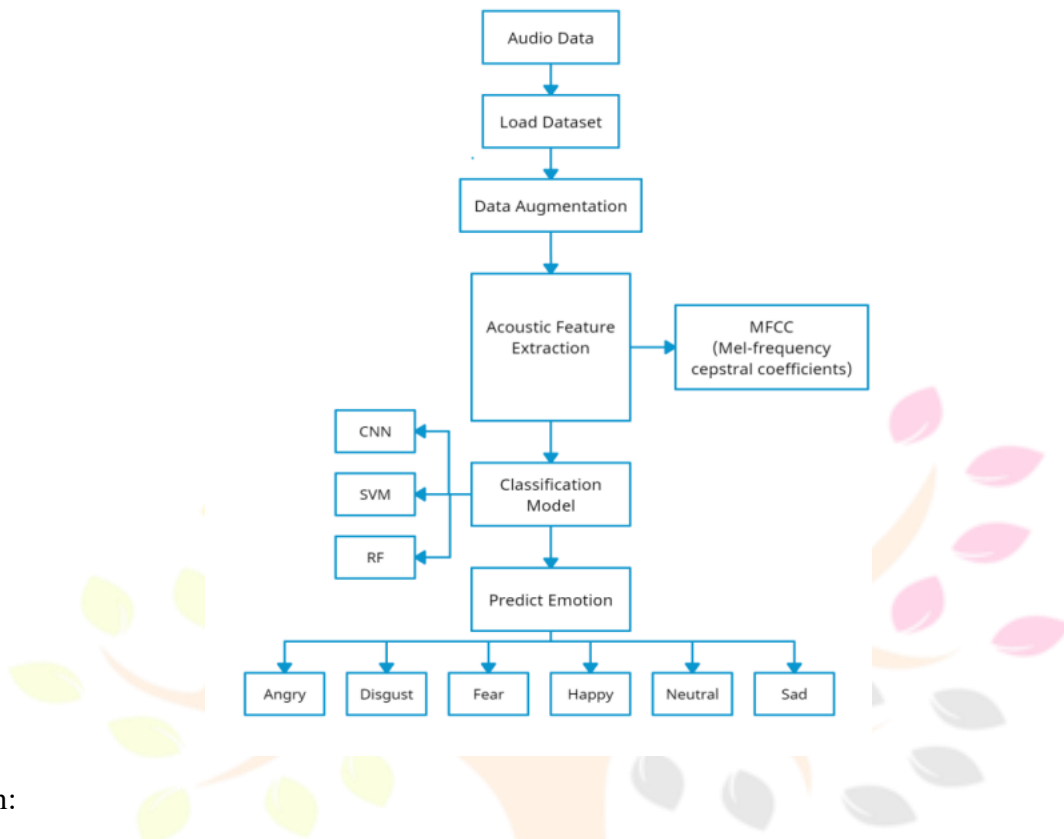 Audio Data
Load Dataset
Data Augmentation
Acoustic Feature
Extraction
MFCC
(Mel-frequency
cepstral coefficients)
CNN
Classification
Model
SVM
RF
Predict Emotion
Angry
Disgust
Fear
Happy
Neutral
Sad